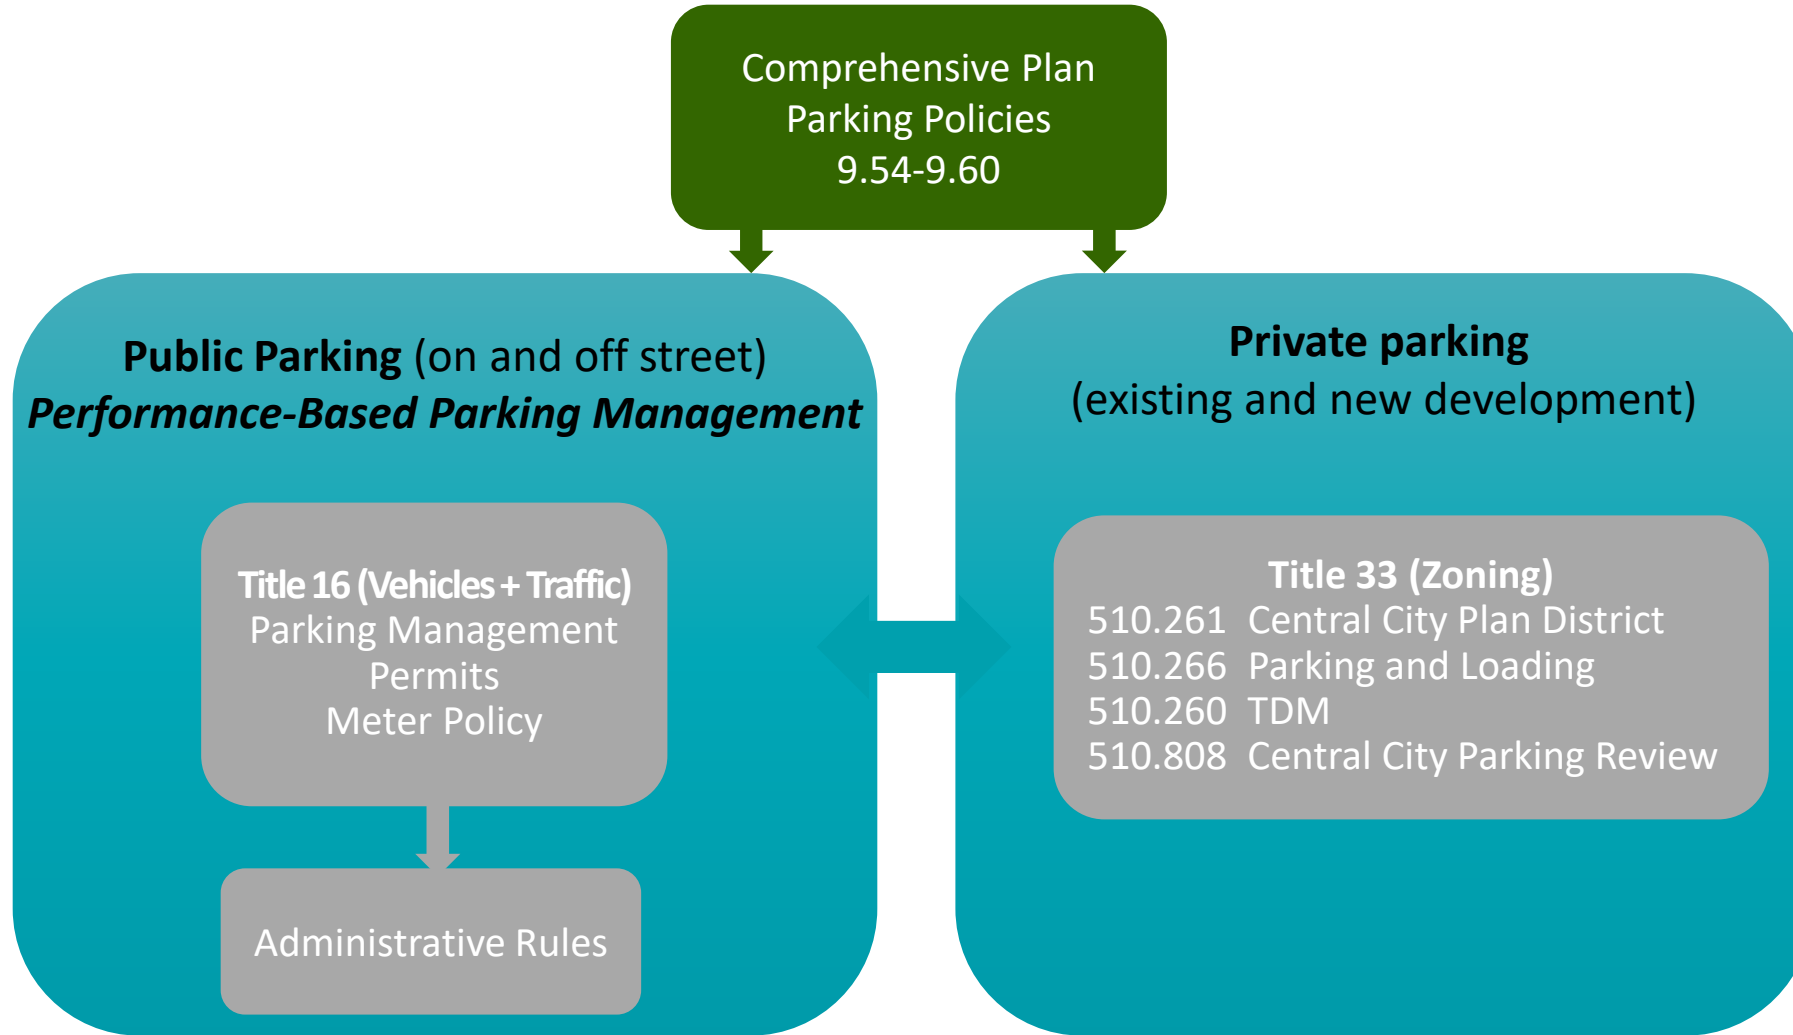 Comprehensive Plan
Parking Policies
9.54-9.60
Public Parking (on and off street)
Performance-Based Parking Management
Title 16 (Vehicles + Traffic)
Parking Management
Permits
Meter Policy
Administrative Rules
Private parking
(existing and new development)
Title 33 (Zoning)
510.261 Central City Plan District
510.266 Parking and Loading
510.260 TDM
510.808 Central City Parking Review